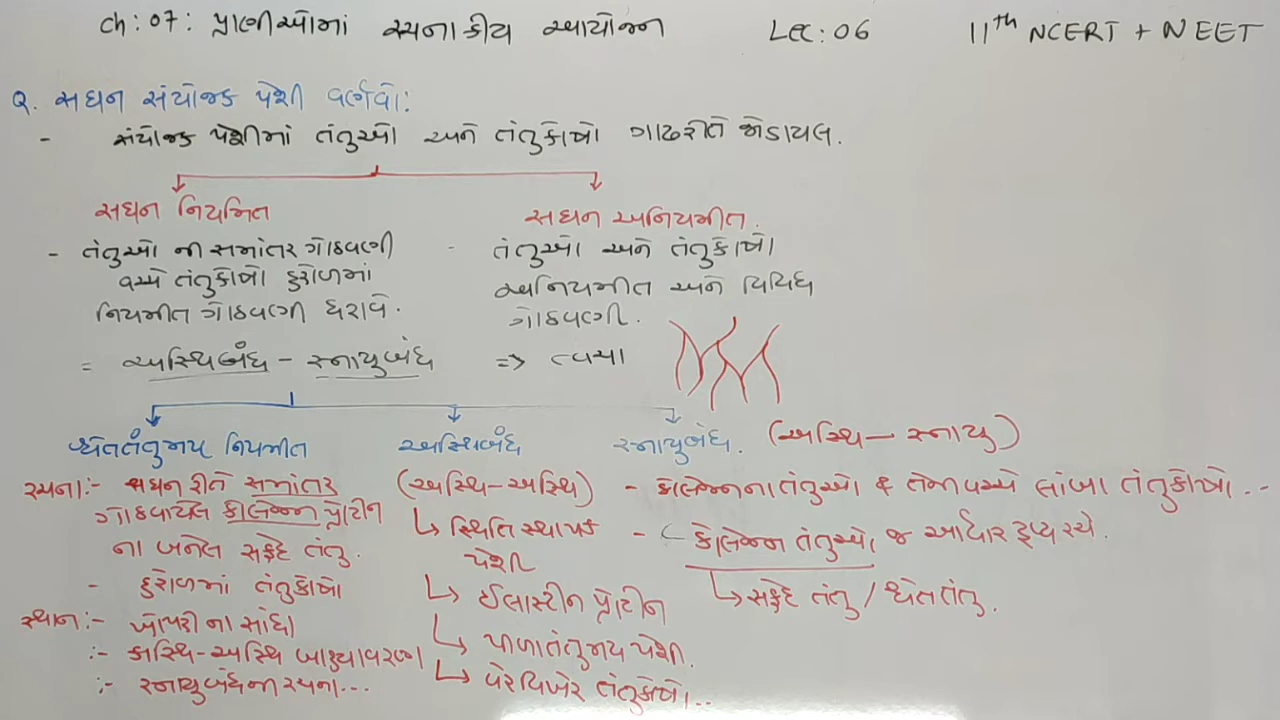 Ch: 07: પ્રાણીઓમાં રચનાકીય આયોજન Lec: 06 11th NCERT + NEET
Q. સઘન સંયોજક પેશી વર્ણવો:
- સંયોજક પેશીમાં તંતુઓ અને તંતુકોષો ગાઢ રીતે જોડાયેલ.
સઘન નિયમિત
સઘન અનિયમીત.
- તંતુઓ ની સમાંતર ગોઠવણી
વચ્ચે તંતુકોષો હરોળમાં
નિયમીત ગોઠવણી ધરાવે.
= અસ્થિબંધ - સ્નાયુબંધ
- તંતુઓ અને તંતુકોષો
અનિયમીત અને વિવિધ
ગોઠવણી.
=> ત્વચા
શ્વેતતંતુમય નિયમીત
અસ્થિબંધ
સ્નાયુબંધ. (અસ્થિ - સ્નાયુ)
રચના:- સઘન રીતે સમાંતર
ગોઠવાયેલ કોલેજન પ્રોટીન
ના બનેલ સફેદ તંતુ.
- હરોળમાં તંતુકોષો
સ્થાન:- ખોપરી ના સાંધા
:- અસ્થિ-અસ્થિ બાહ્યાવરણ
:- સ્નાયુબંધની રચના...
(અસ્થિ-અસ્થિ)
સ્થિતિ સ્થાપક
પેશી
ઈલાસ્ટીન પ્રોટીન
પીળાતંતુમય પેશી.
વેરવિખેર તંતુકોષો..
- કોલેજનના તંતુઓ & તેની વચ્ચે લાંબા તંતુકોષો..-
- કોલેજન તંતુઓ જ આધાર દ્રવ્ય રચે.
સફેદ તંતુ / શ્વેતતંતુ.